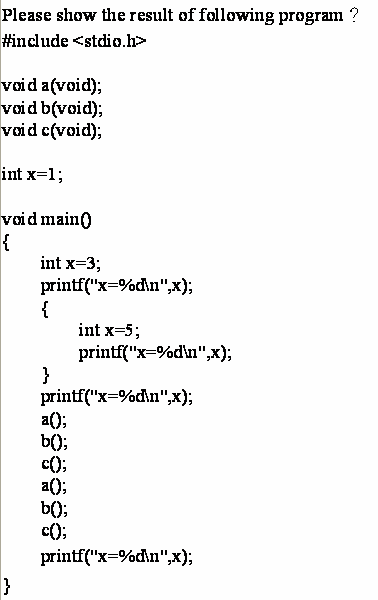 Please show the result of following program ?
#include <stdio.h>
void a(void);
void b(void);
void c(void);
int x=1;
void main()
{
int x=3;
printf("x=%d\n",x);
{
int x=5;
printf("x=%d\n",x);
}
printf("x=%d\n",x);
a();
b();
c();
a();
b();
c();
printf("x=%d\n",x);
}